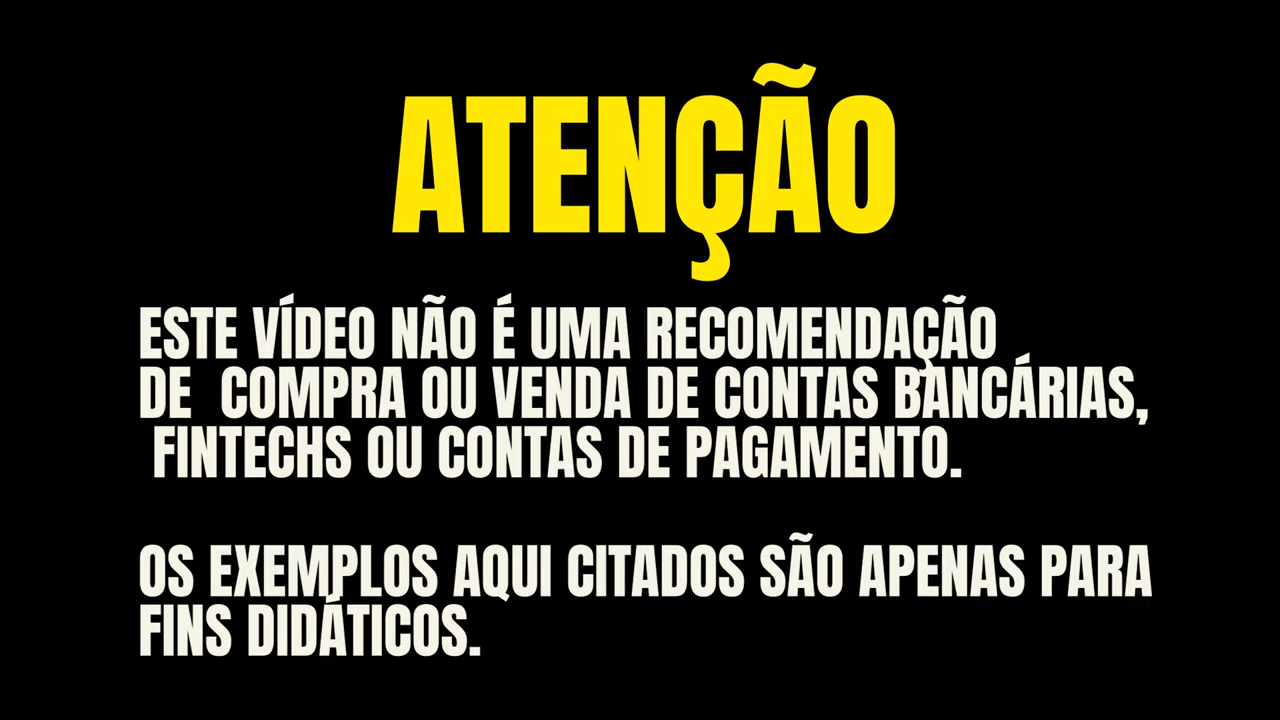 ATENÇÃO
ESTE VÍDEO NÃO É UMA RECOMENDAÇÃO
DE COMPRA OU VENDA DE CONTAS BANCÁRIAS,
FINTECHS OU CONTAS DE PAGAMENTO.
OS EXEMPLOS AQUI CITADOS SÃO APENAS PARA
FINS DIDÁTICOS.